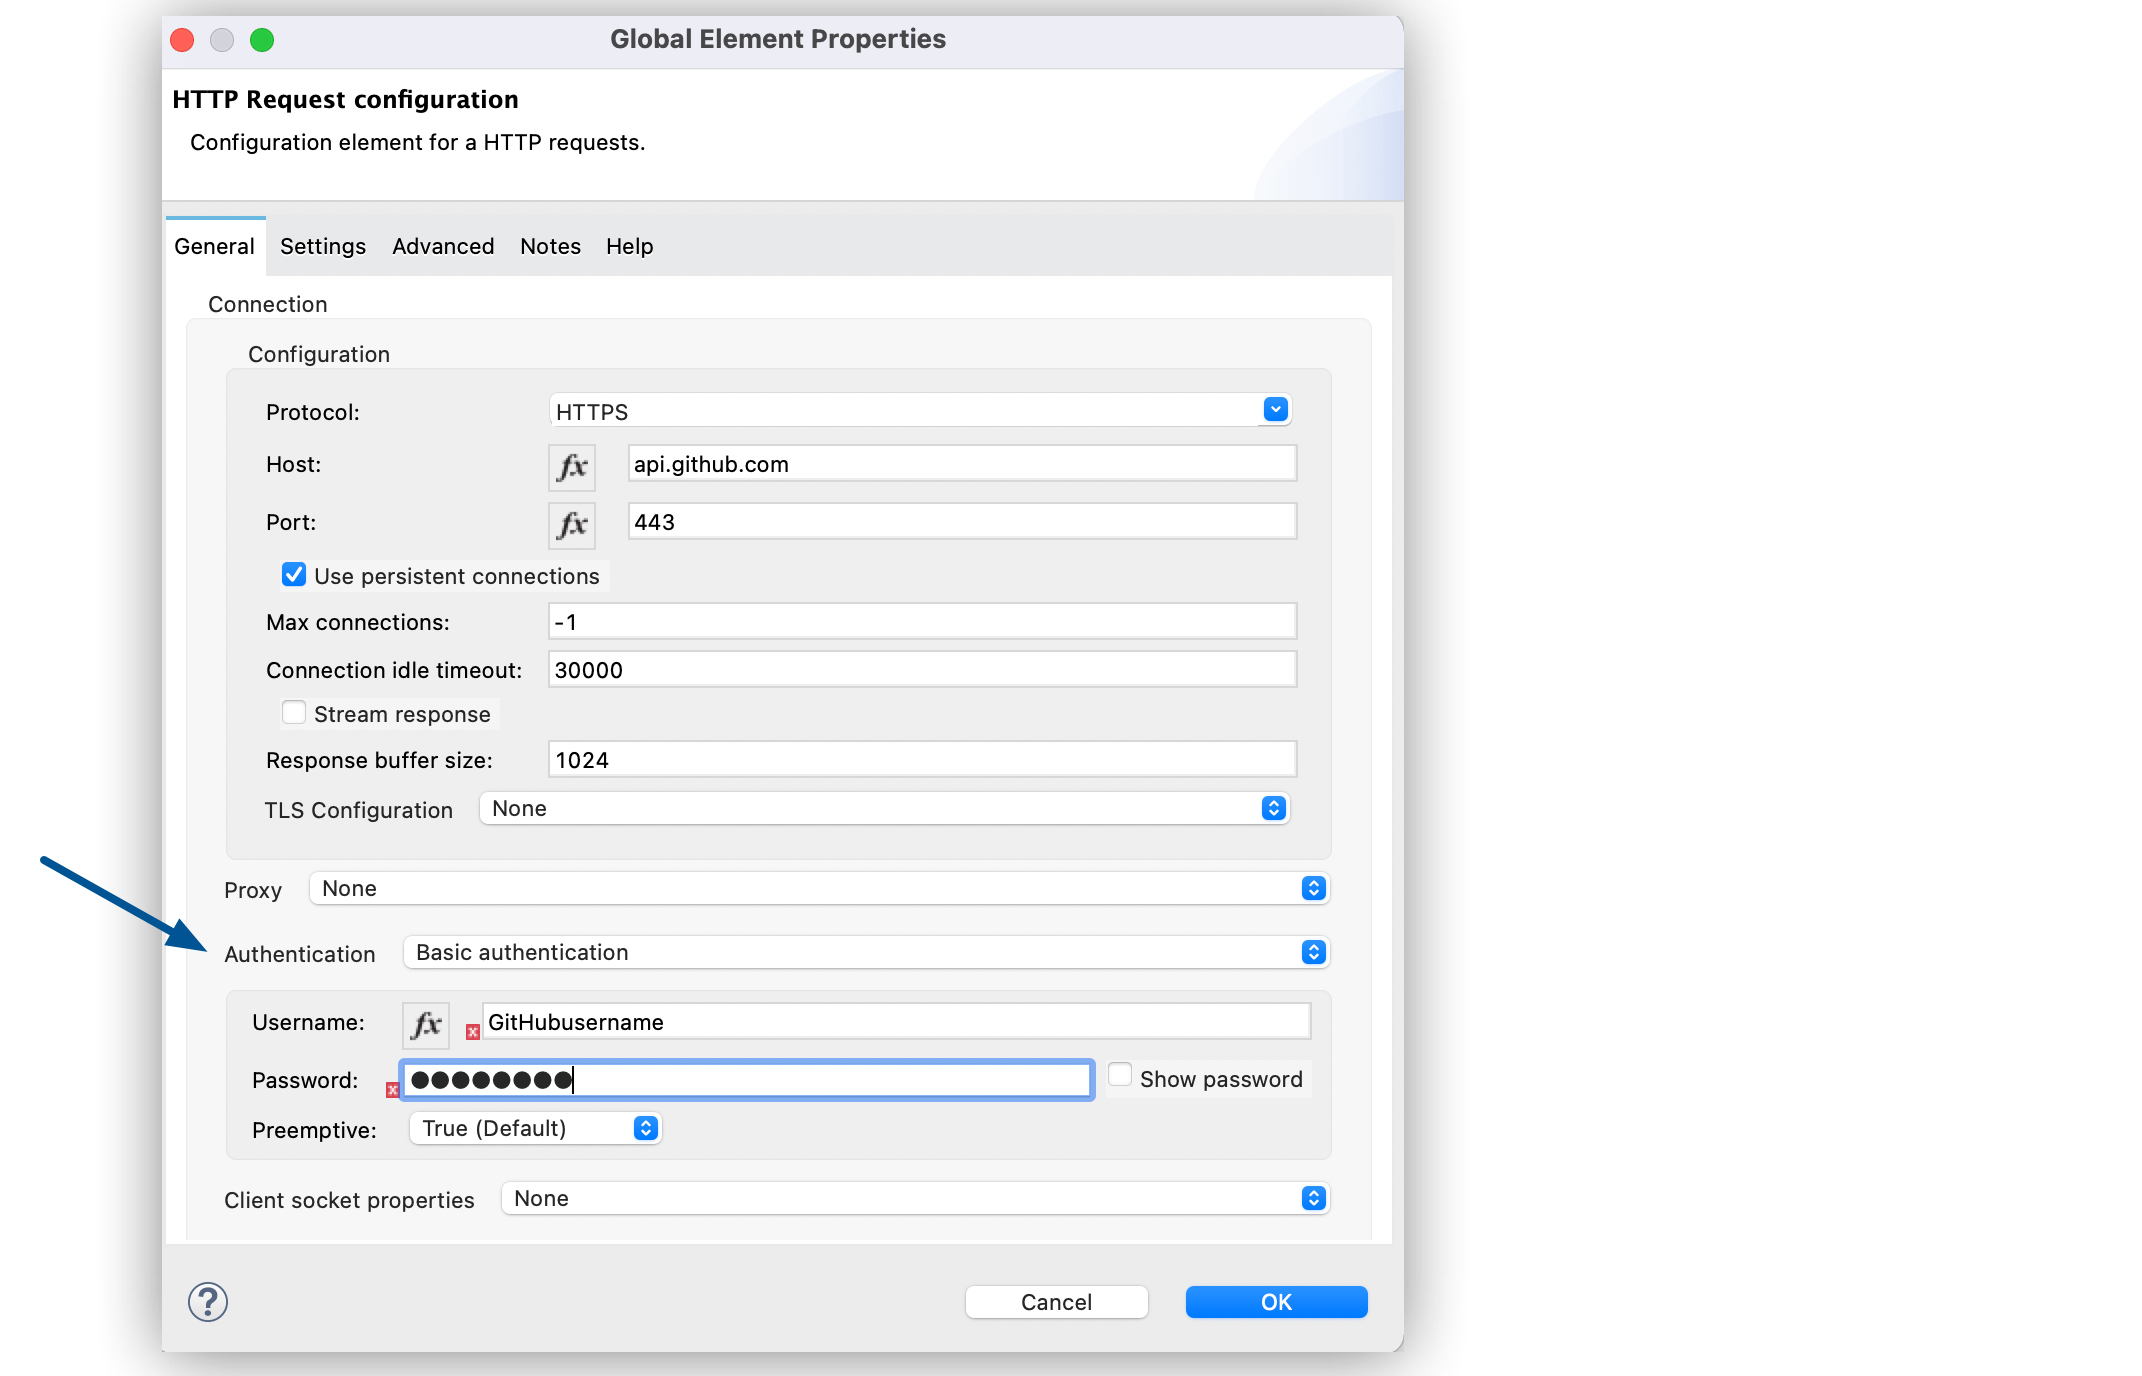 Global Element Properties
HTTP Request configuration
Configuration element for a HTTP requests.
General Settings Advanced Notes Help
Connection
Configuration
Protocol: HTTPS
Host: fx api.github.com
Port: fx 443
Use persistent connections
Max connections: -1
Connection idle timeout: 30000
Stream response
Response buffer size: 1024
TLS Configuration None
Proxy None
Authentication Basic authentication
Username: fx GitHubusername
Password: ●●●●●●●● Show password
Preemptive: True (Default)
Client socket properties None
? Cancel OK